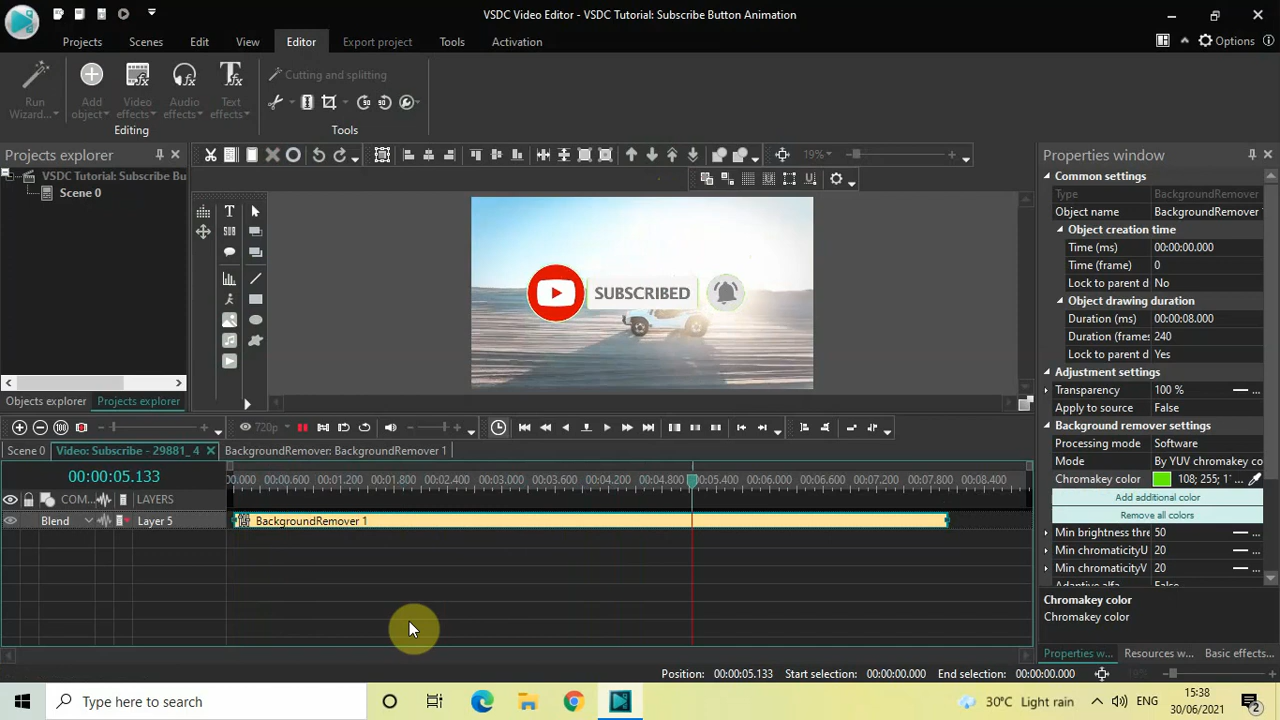 VSDC Video Editor - VSDC Tutorial: Subscribe Button Animation
Projects Scenes Edit View Editor Export project Tools Activation
Options
Run Wizard...
Add object
Video effects
Audio effects
Text effects
Editing
Cutting and splitting
Tools
Projects explorer
VSDC Tutorial: Subscribe Bu
Scene 0
Objects explorer Projects explorer
19%
SUBSCRIBED
Properties window
Common settings
Type BackgroundRemover
Object name BackgroundRemover
Object creation time
Time (ms) 00:00:00.000
Time (frame) 0
Lock to parent d No
Object drawing duration
Duration (ms) 00:00:08.000
Duration (frames 240
Lock to parent d Yes
Adjustment settings
Transparency 100 %
Apply to source False
Background remover settings
Processing mode Software
Mode By YUV chromakey co
Chromakey color 108; 255; 1'...
Add additional color
Remove all colors
Min brightness thre 50
Min chromaticityU 20
Min chromaticityV 20
Adaptive alfa False
Chromakey color
Chromakey color
Properties w... Resources w... Basic effects...
720p
Scene 0 Video: Subscribe - 29881_4 BackgroundRemover: BackgroundRemover 1
00:00:05.133
0.000 00:00.600 00:01.200 00:01.800 00:02.400 00:03.000 00:03.600 00:04.200 00:04.800 00:05.400 00:06.000 00:06.600 00:07.200 00:07.800 00:08.400
COM... LAYERS
Blend Layer 5 BackgroundRemover 1
Position: 00:00:05.133 Start selection: 00:00:00.000 End selection: 00:00:00.000 19%
Type here to search
30°C Light rain
ENG
15:38
30/06/2021
2